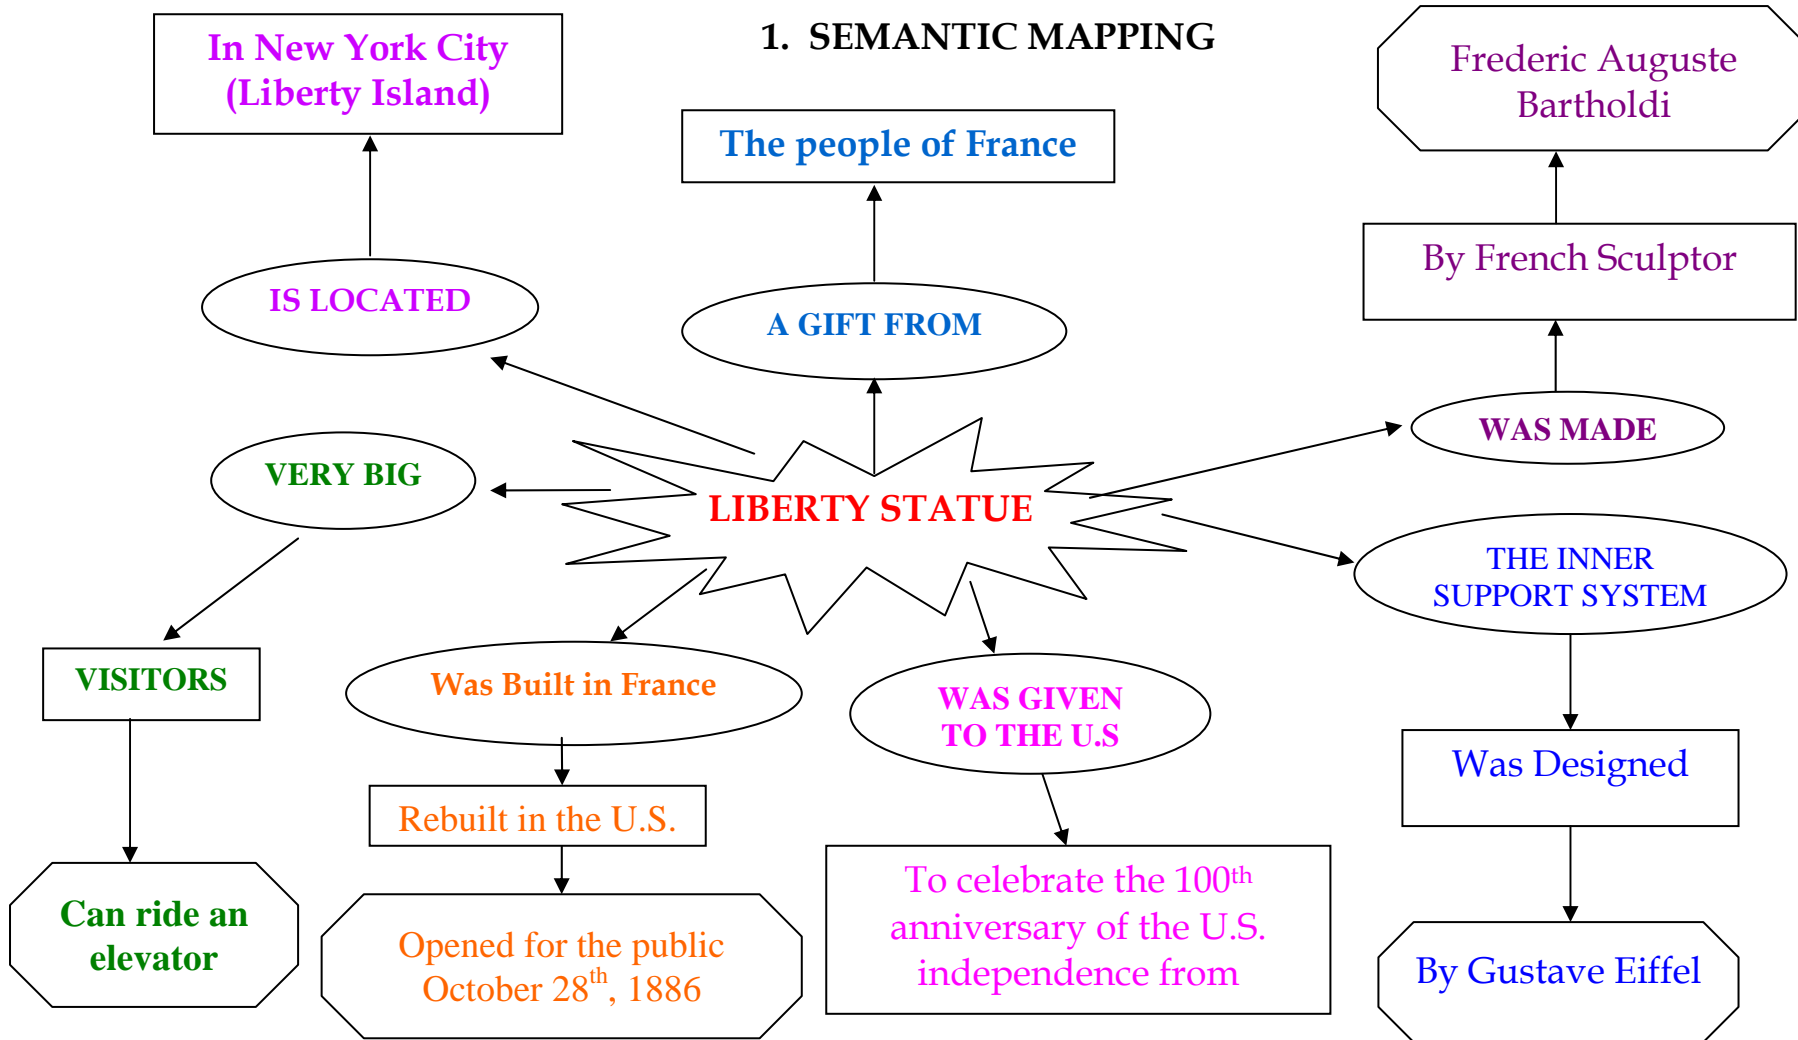 1. SEMANTIC MAPPING
In New York City
(Liberty Island)
The people of France
Frederic Auguste
Bartholdi
By French Sculptor
IS LOCATED
A GIFT FROM
WAS MADE
VERY BIG
LIBERTY STATUE
THE INNER
SUPPORT SYSTEM
VISITORS
Was Built in France
WAS GIVEN
TO THE U.S
Was Designed
Rebuilt in the U.S.
Can ride an
elevator
Opened for the public
October 28th, 1886
To celebrate the 100th
anniversary of the U.S.
independence from
By Gustave Eiffel